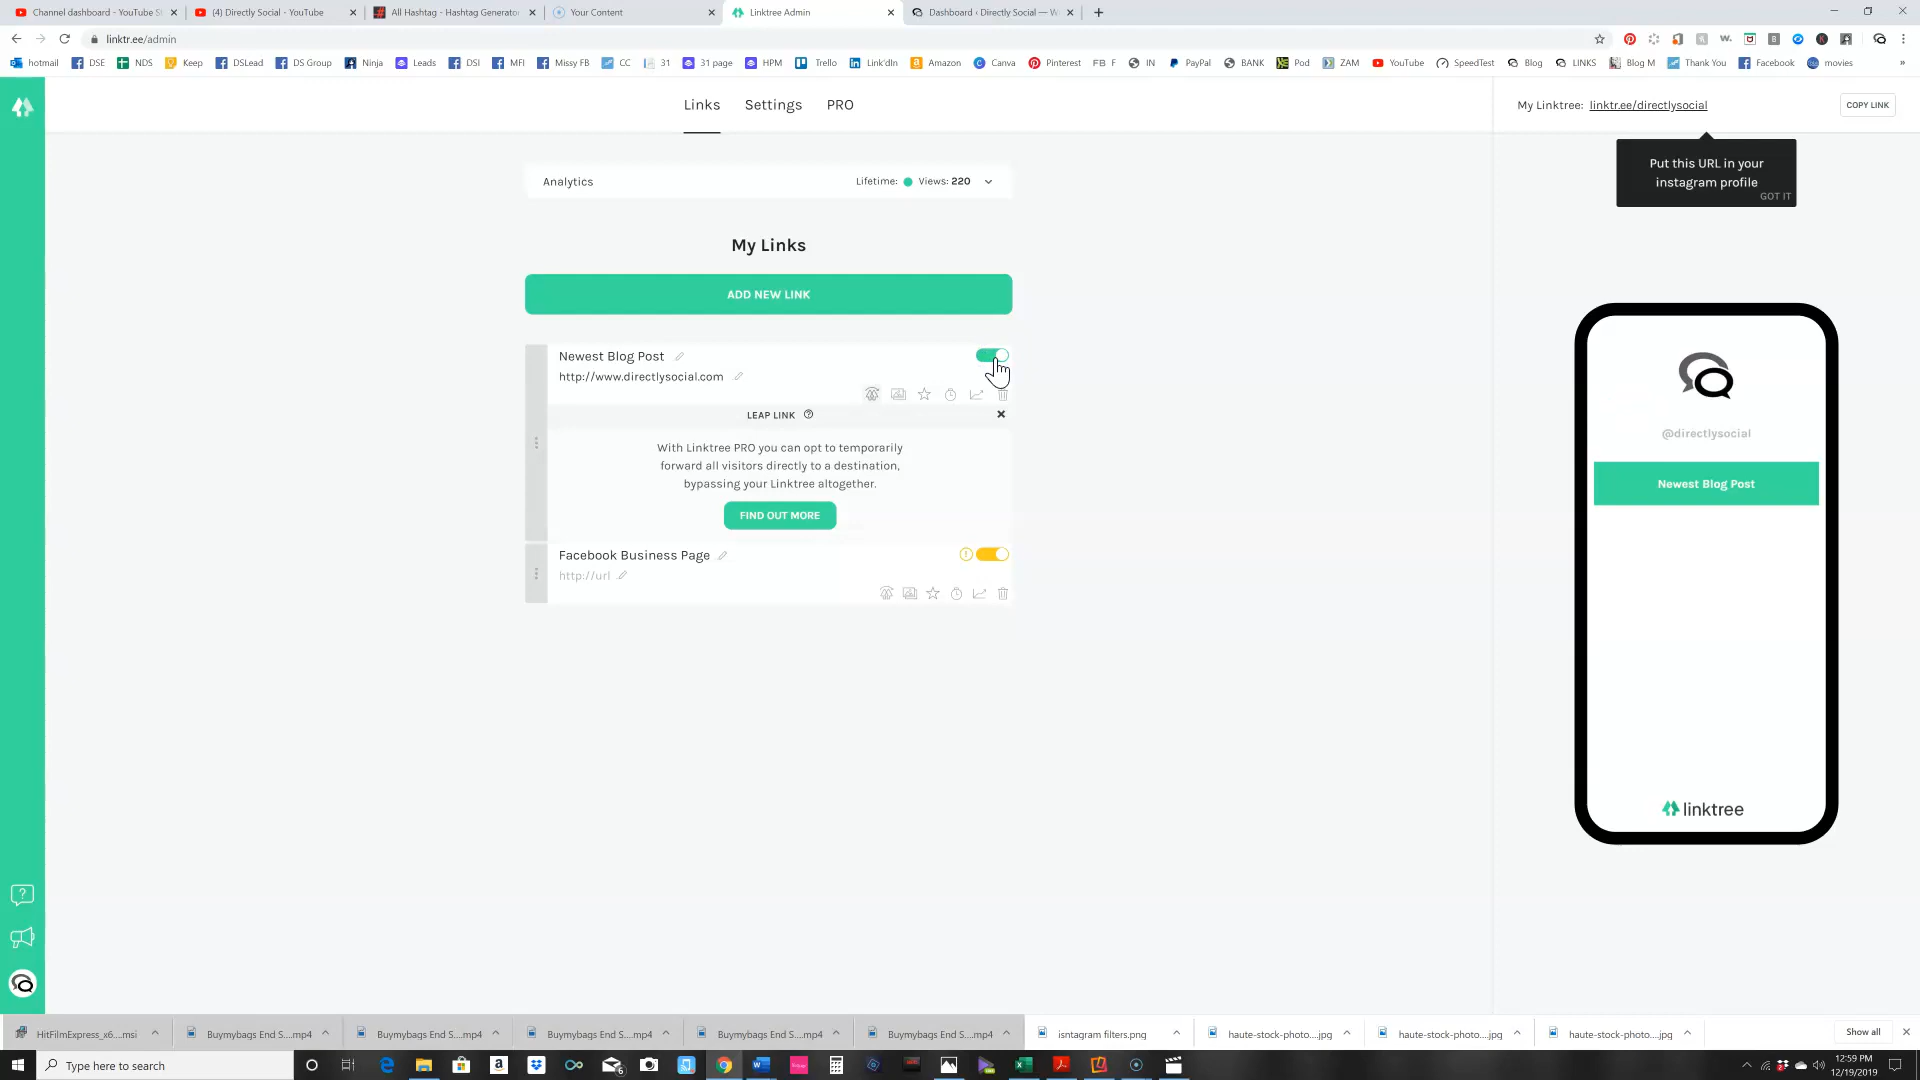 Channel dashboard - YouTube St
(4) Directly Social - YouTube
All Hashtag - Hashtag Generator
Your Content
Linktree Admin
Dashboard ‹ Directly Social — W
linktr.ee/admin
hotmail DSE NDS Keep DSLead DS Group Ninja Leads DSI MFI Missy FB CC 31 31 page HPM Trello Link'dIn Amazon Canva Pinterest FB F IN PayPal BANK Pod ZAM YouTube SpeedTest Blog LINKS Blog M Thank You Facebook movies »
Links Settings PRO
My Linktree: linktr.ee/directlysocial COPY LINK
Put this URL in your
instagram profile
GOT IT
Analytics Lifetime: Views: 220
My Links
ADD NEW LINK
Newest Blog Post
http://www.directlysocial.com
LEAP LINK
With Linktree PRO you can opt to temporarily
forward all visitors directly to a destination,
bypassing your Linktree altogether.
FIND OUT MORE
Facebook Business Page
http://url
@directlysocial
Newest Blog Post
linktree
HitFilmExpress_x6....msi
Buymybags End S....mp4
Buymybags End S....mp4
Buymybags End S....mp4
Buymybags End S....mp4
Buymybags End S....mp4
isntagram filters.png
haute-stock-photo....jpg
haute-stock-photo....jpg
haute-stock-photo....jpg
Show all
Type here to search
12:59 PM
12/19/2019